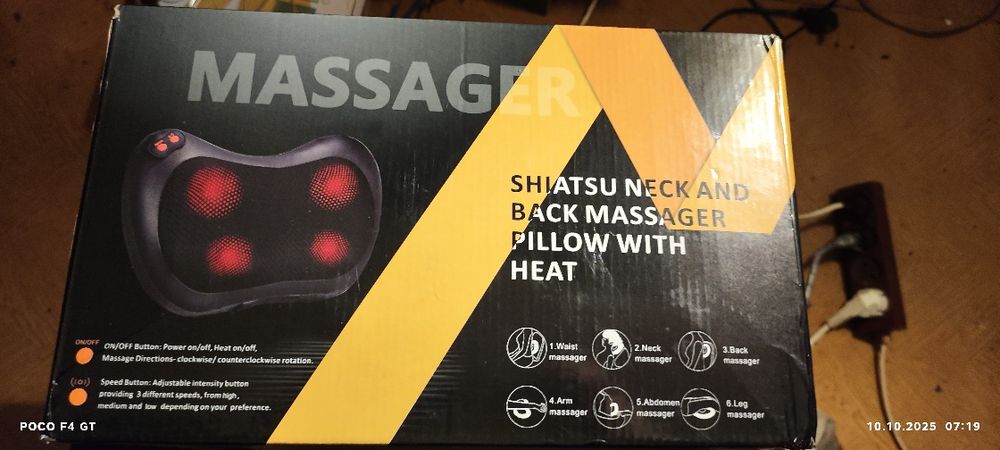 MASSAGER
SHIATSU NECK AND
BACK MASSAGER
PILLOW WITH
HEAT
ON/OFF
ON/OFF Button: Power on/off, Heat on/off,
Massage Directions- clockwise/ counterclockwise rotation.
Speed Button: Adjustable intensity button
providing 3 different speeds, from high,
medium and low depending on your preference.
1.Waist
massager
2.Neck
massager
3.Back
massager
4.Arm
massager
5.Abdomen
massager
6.Leg
massager
POCO F4 GT
10.10.2025 07:19